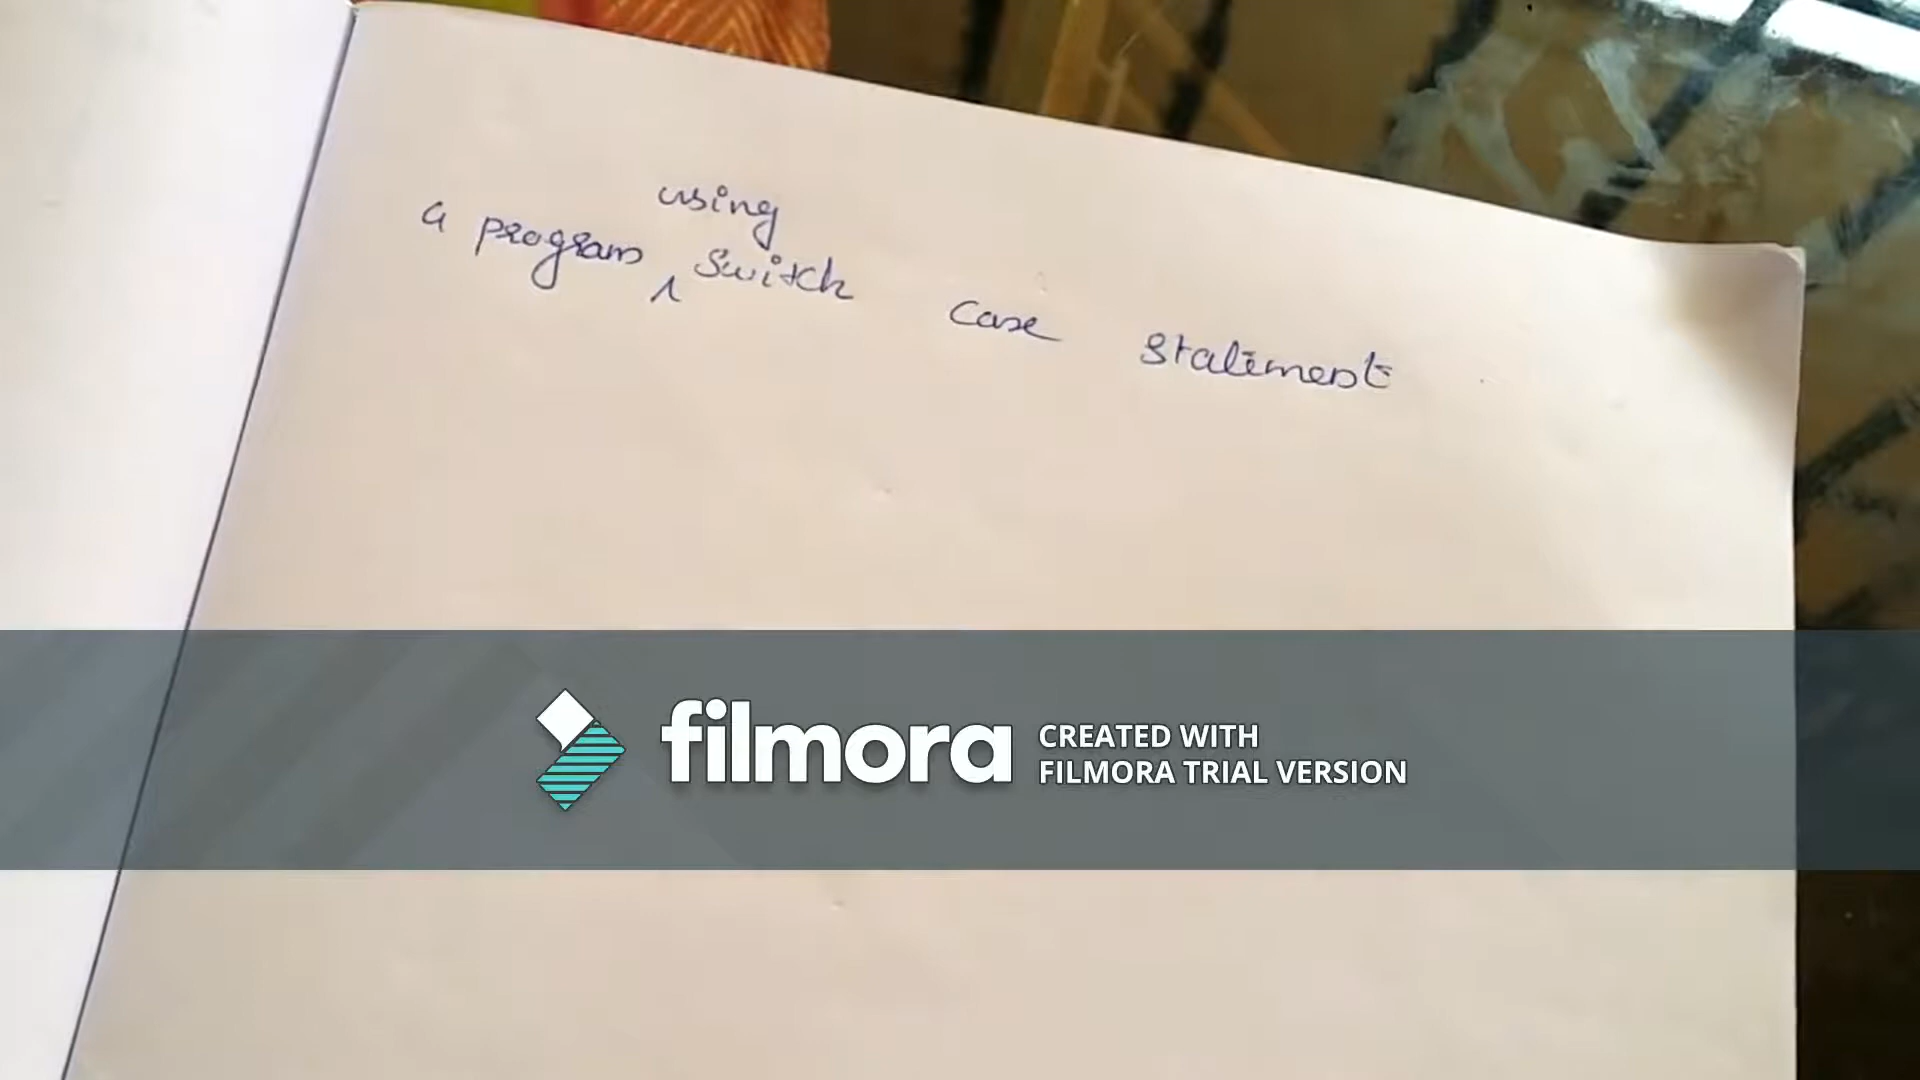 a program using switch case statement
filmora
CREATED WITH
FILMORA TRIAL VERSION